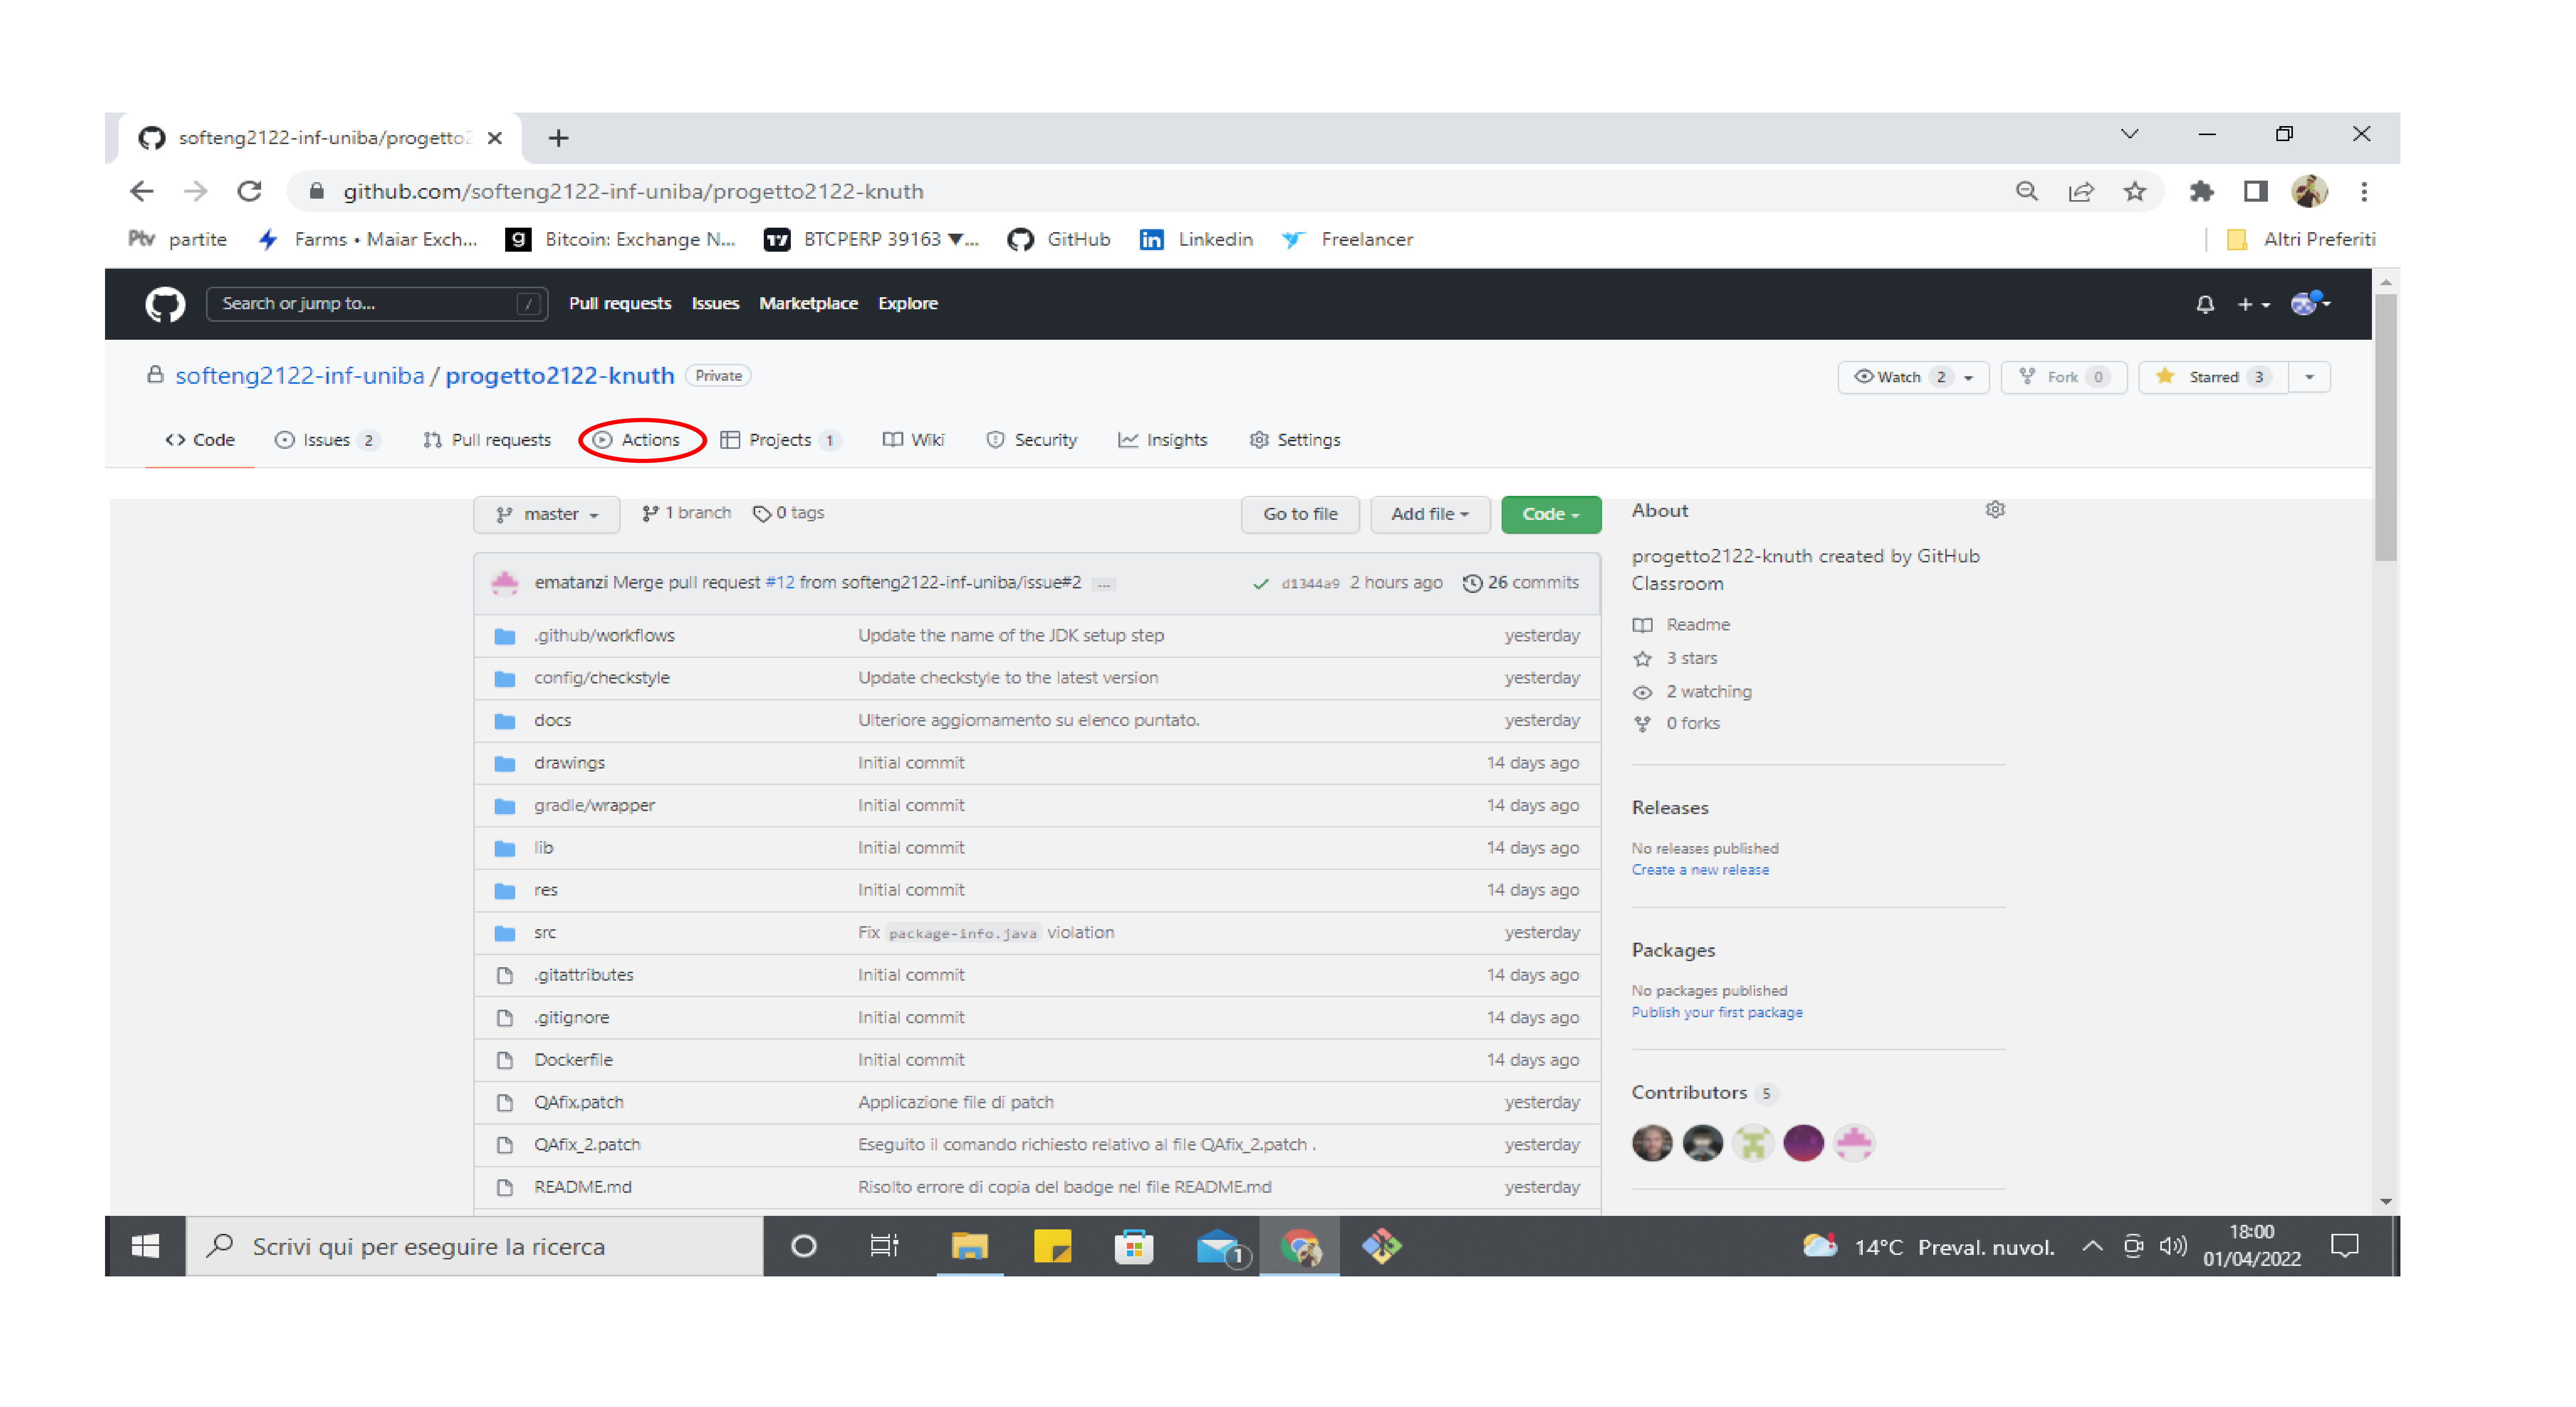 softeng2122-inf-uniba/progetto2
github.com/softeng2122-inf-uniba/progetto2122-knuth
Ptv partite Farms • Maiar Exch... g Bitcoin: Exchange N... BTCPERP 39163 ▼... GitHub in Linkedin Freelancer Altri Preferiti
Search or jump to... / Pull requests Issues Marketplace Explore
softeng2122-inf-uniba / progetto2122-knuth Private Watch 2 Fork 0 Starred 3
<> Code Issues 2 Pull requests Actions Projects 1 Wiki Security Insights Settings
master 1 branch 0 tags Go to file Add file Code
ematanzi Merge pull request #12 from softeng2122-inf-uniba/issue#2 ... d1344a9 2 hours ago 26 commits
.github/workflows Update the name of the JDK setup step yesterday
config/checkstyle Update checkstyle to the latest version yesterday
docs Ulteriore aggiornamento su elenco puntato. yesterday
drawings Initial commit 14 days ago
gradle/wrapper Initial commit 14 days ago
lib Initial commit 14 days ago
res Initial commit 14 days ago
src Fix package-info.java violation yesterday
.gitattributes Initial commit 14 days ago
.gitignore Initial commit 14 days ago
Dockerfile Initial commit 14 days ago
QAfix.patch Applicazione file di patch yesterday
QAfix_2.patch Eseguito il comando richiesto relativo al file QAfix_2.patch . yesterday
README.md Risolto errore di copia del badge nel file README.md yesterday
About
progetto2122-knuth created by GitHub
Classroom
Readme
3 stars
2 watching
0 forks
Releases
No releases published
Create a new release
Packages
No packages published
Publish your first package
Contributors 5
Scrivi qui per eseguire la ricerca
1
14°C Preval. nuvol.
18:00
01/04/2022